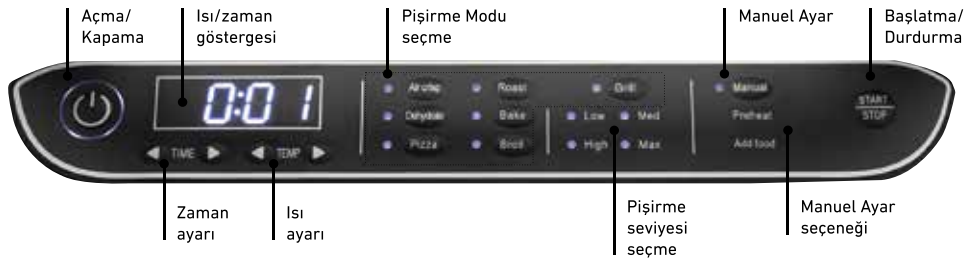 Açma/
Kapama
Isı/zaman
göstergesi
Pişirme Modu
seçme
Manuel Ayar
Başlatma/
Durdurma
0:01
TIME
TEMP
Aircrisp
Roast
Grill
Dehydrate
Bake
Pizza
Broil
Low
Med
High
Max
Manual
Preheat
Add food
START
STOP
Zaman
ayarı
Isı
ayarı
Pişirme
seviyesi
seçme
Manuel Ayar
seçeneği